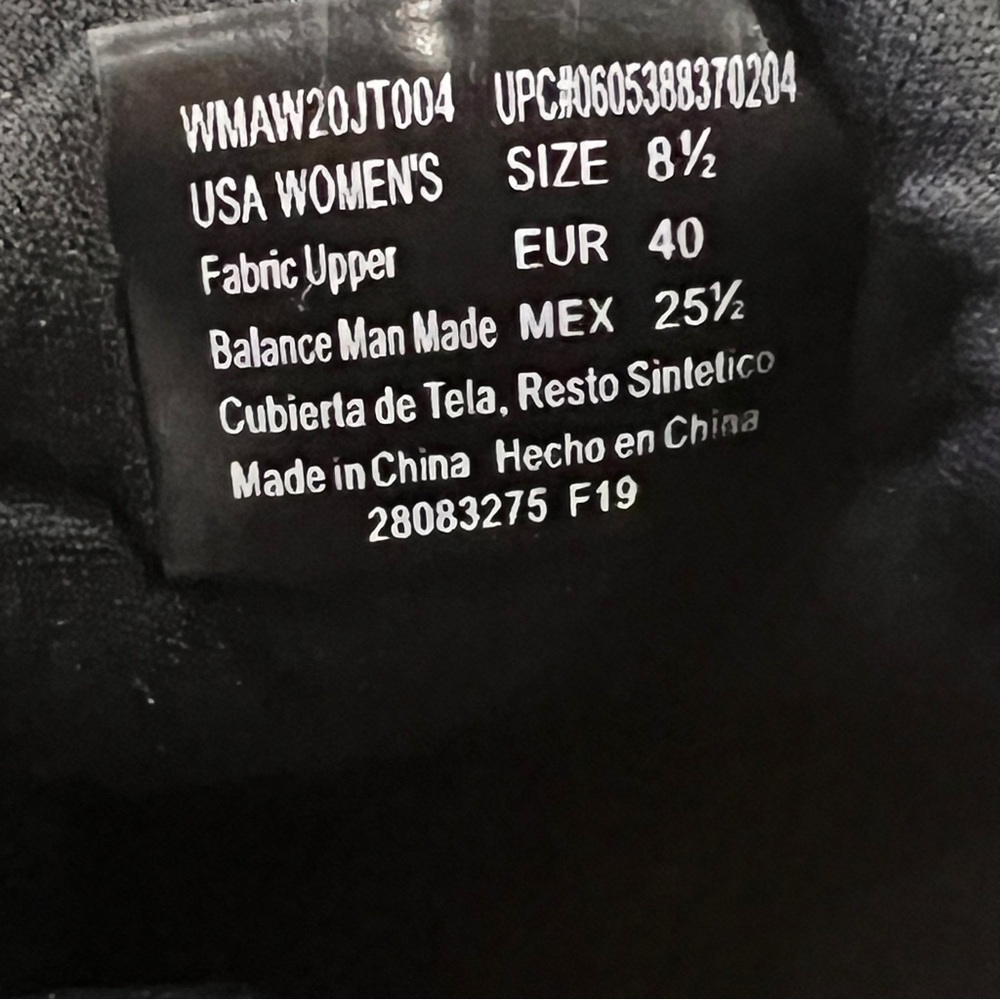 WMAW20JT004 UPC#0605388370204
USA WOMEN'S SIZE 8½
Fabric Upper EUR 40
Balance Man Made MEX 25½
Cubierta de Tela, Resto Sintetico
Made in China Hecho en China
28083275 F19